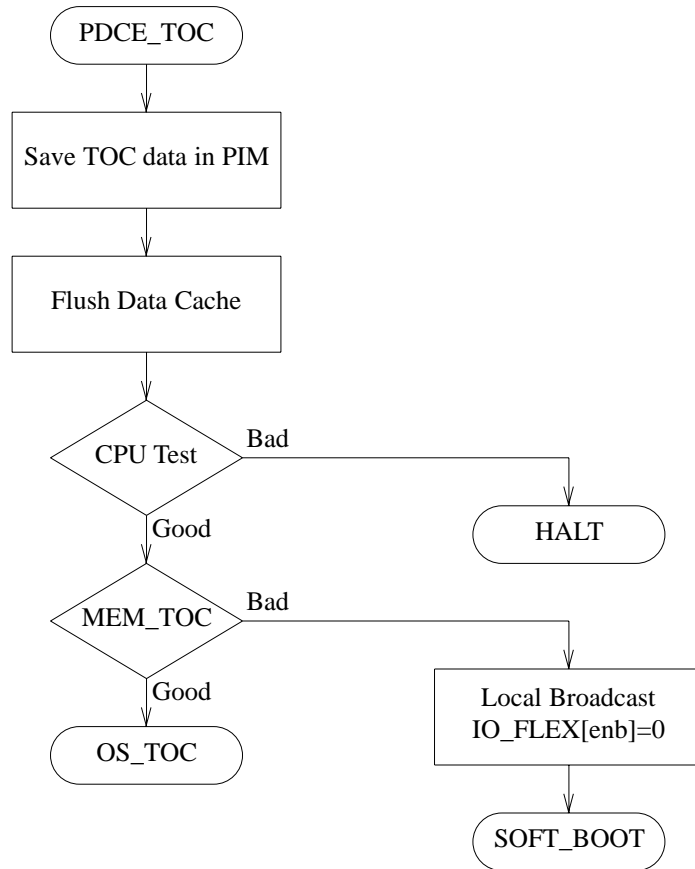 PDCE_TOC
Save TOC data in PIM
Flush Data Cache
CPU Test
Bad
Good
HALT
MEM_TOC
Bad
Good
OS_TOC
Local Broadcast
IO_FLEX[enb]=0
SOFT_BOOT